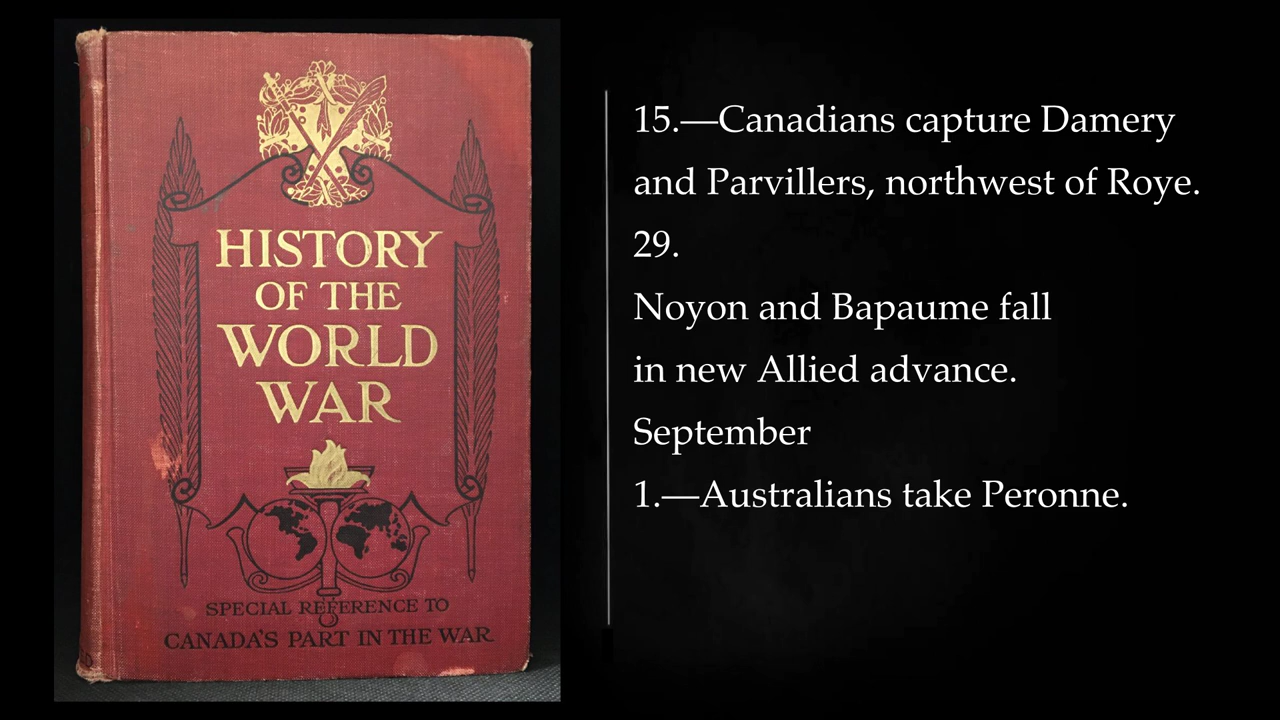 HISTORY
OF THE
WORLD
WAR
SPECIAL REFERENCE TO
CANADA'S PART IN THE WAR
15.—Canadians capture Damery
and Parvillers, northwest of Roye.
29.
Noyon and Bapaume fall
in new Allied advance.
September
1.—Australians take Peronne.